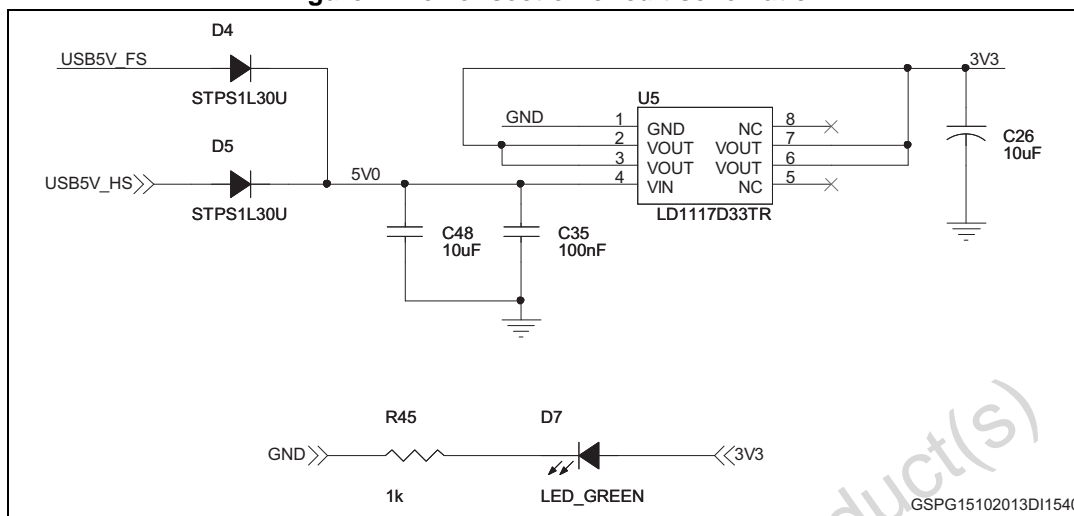 D4
USB5V_FS
STPS1L30U
D5
USB5V_HS
STPS1L30U
5V0
C48
10uF
C35
100nF
U5
GND
1
2
3
4
GND
VOUT
VOUT
VIN
NC
VOUT
VOUT
NC
8
7
6
5
LD1117D33TR
3V3
C26
10uF
R45
D7
GND
3V3
1k
LED_GREEN
duct(s)
GSPG15102013DI1540